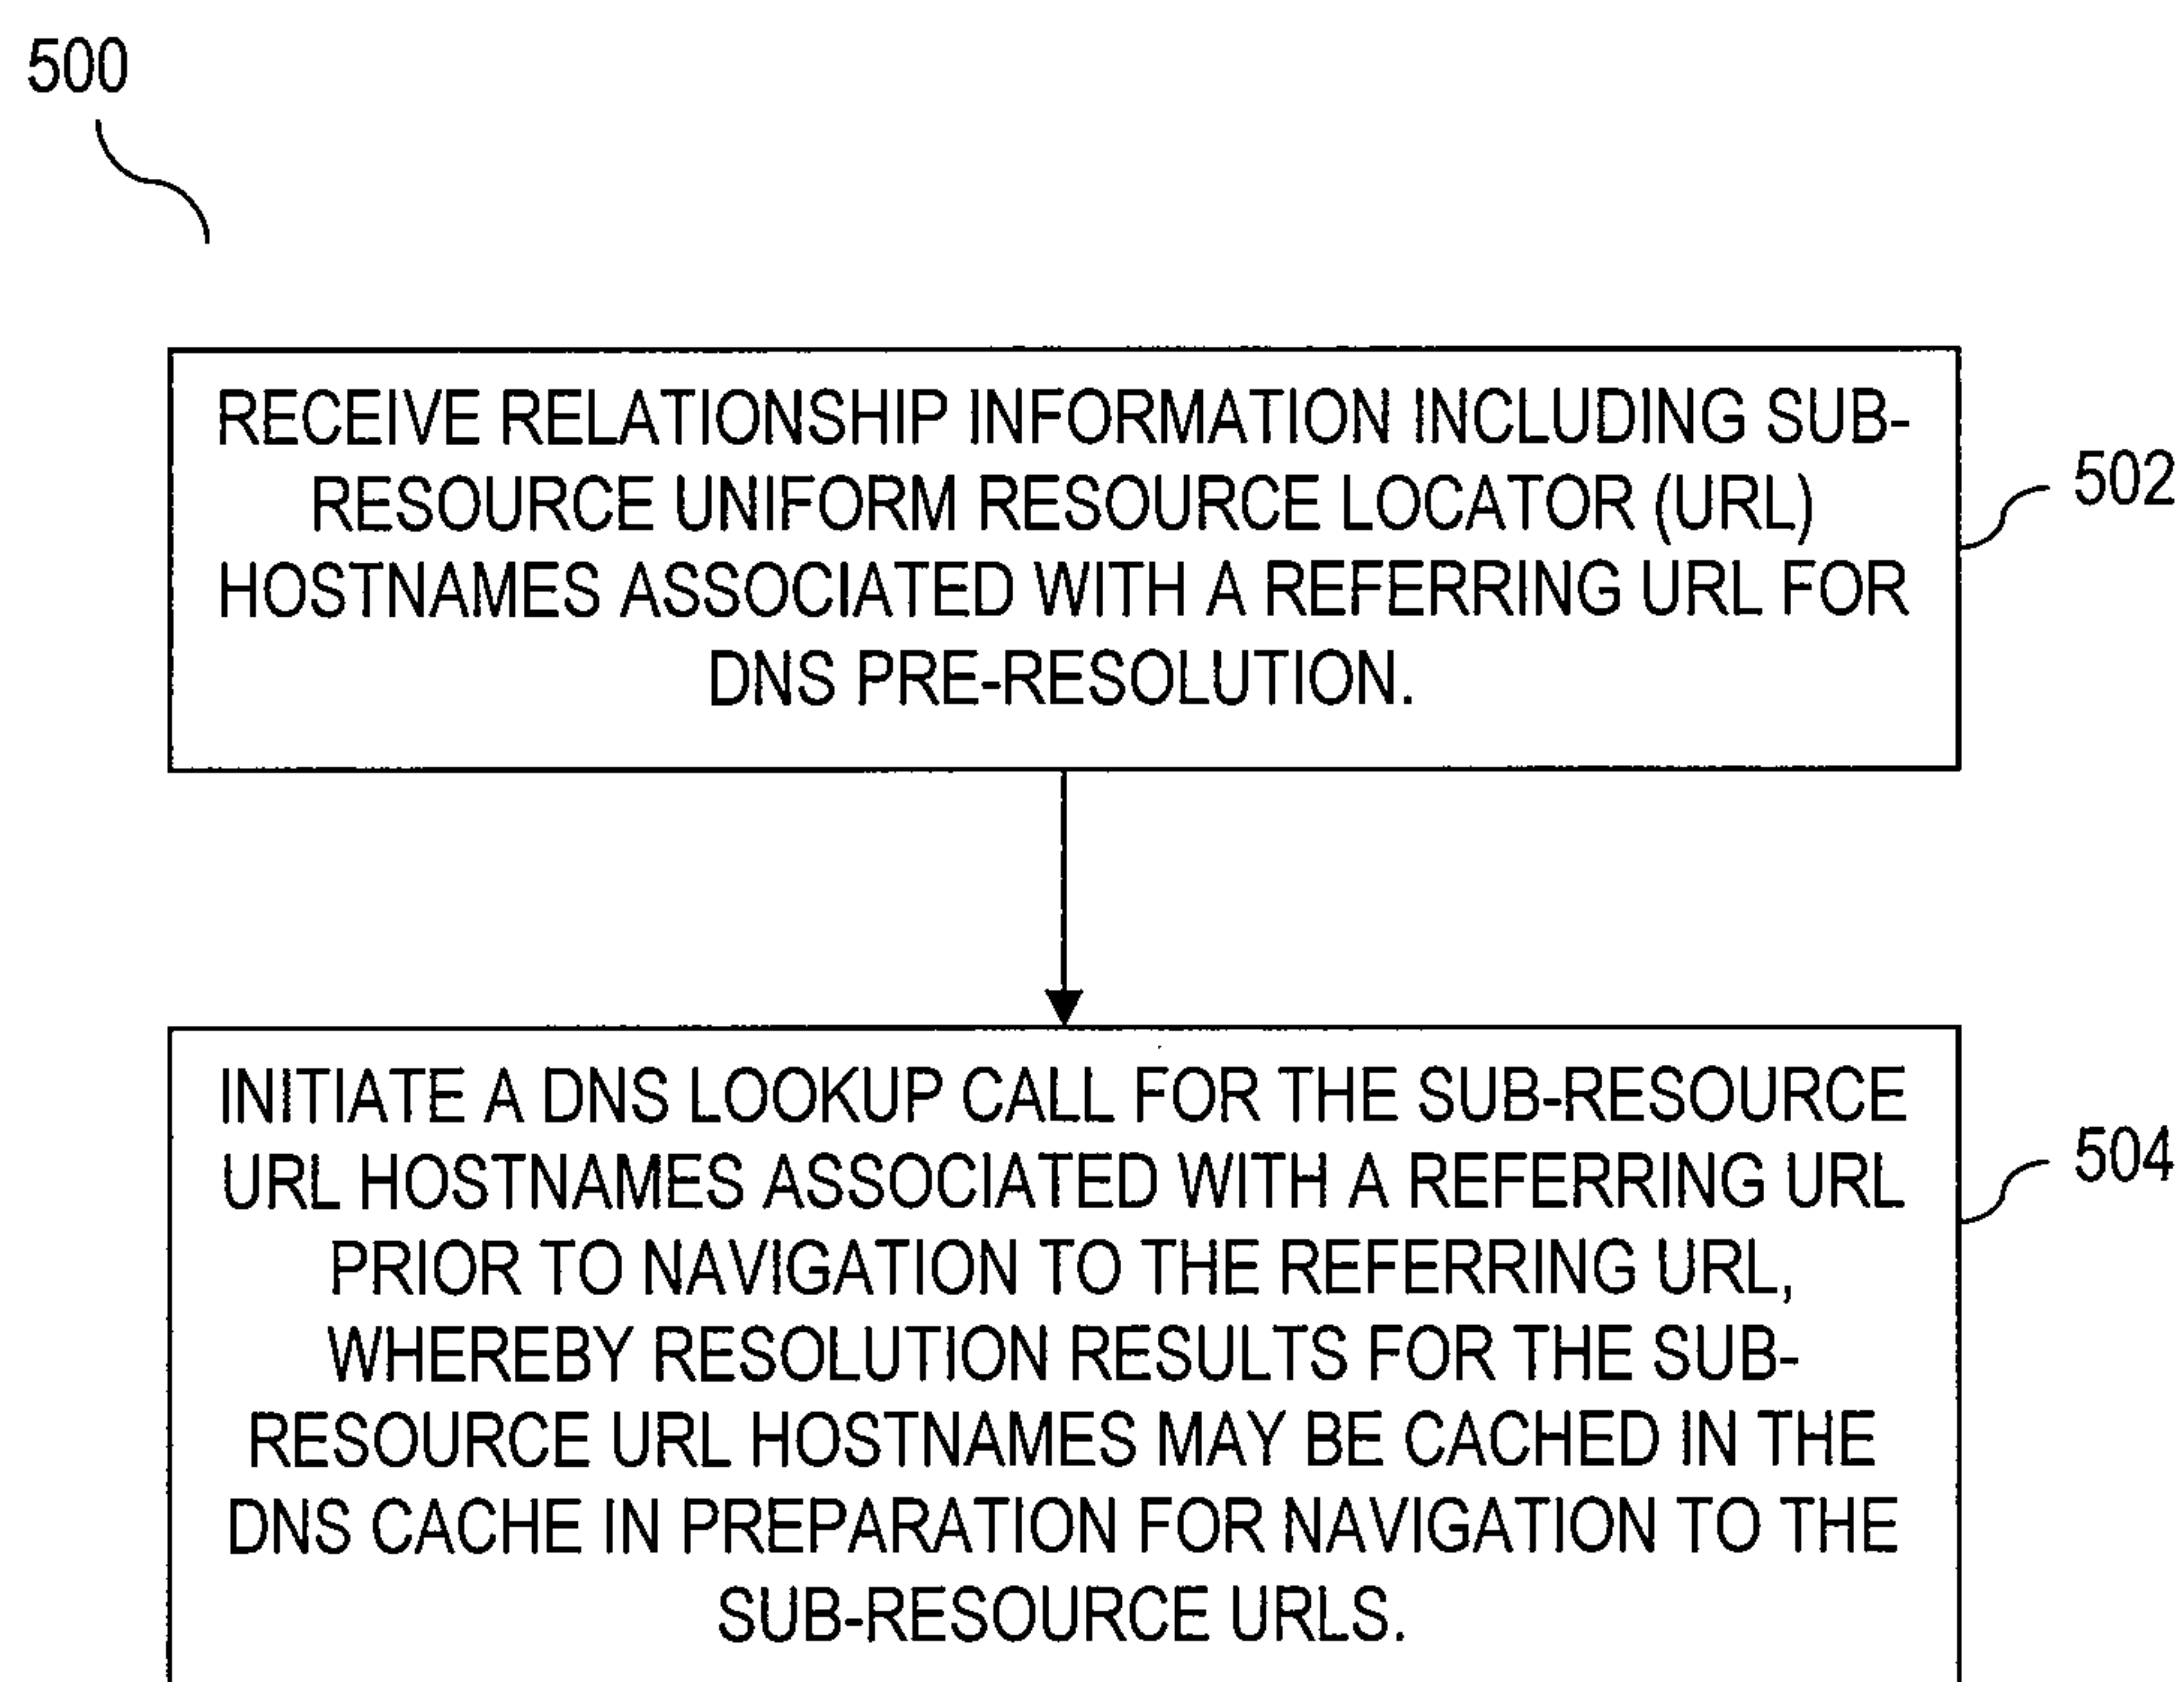 500
RECEIVE RELATIONSHIP INFORMATION INCLUDING SUB-
RESOURCE UNIFORM RESOURCE LOCATOR (URL)
HOSTNAMES ASSOCIATED WITH A REFERRING URL FOR
DNS PRE-RESOLUTION.
502
INITIATE A DNS LOOKUP CALL FOR THE SUB-RESOURCE
URL HOSTNAMES ASSOCIATED WITH A REFERRING URL
PRIOR TO NAVIGATION TO THE REFERRING URL,
WHEREBY RESOLUTION RESULTS FOR THE SUB-
RESOURCE URL HOSTNAMES MAY BE CACHED IN THE
DNS CACHE IN PREPARATION FOR NAVIGATION TO THE
SUB-RESOURCE URLS.
504